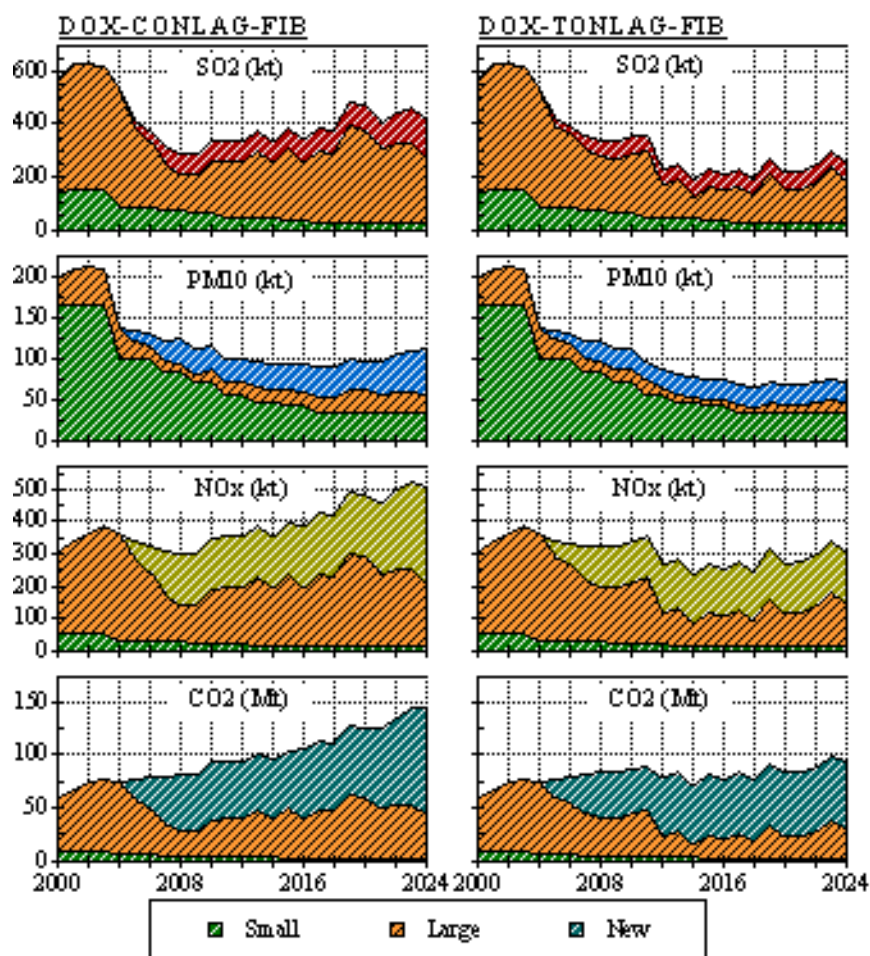 DOX-CONLAG-FIB DOX-TONLAG-FIB
SO2 (kt) SO2 (kt)
600
400
200
0
PM10 (kt) PM10 (kt)
200
150
100
50
0
NOx (kt) NOx (kt)
500
400
300
200
100
0
CO2 (Mt) CO2 (Mt)
150
100
50
0
2000 2008 2016 2024 2000 2008 2016 2024
Small Large New